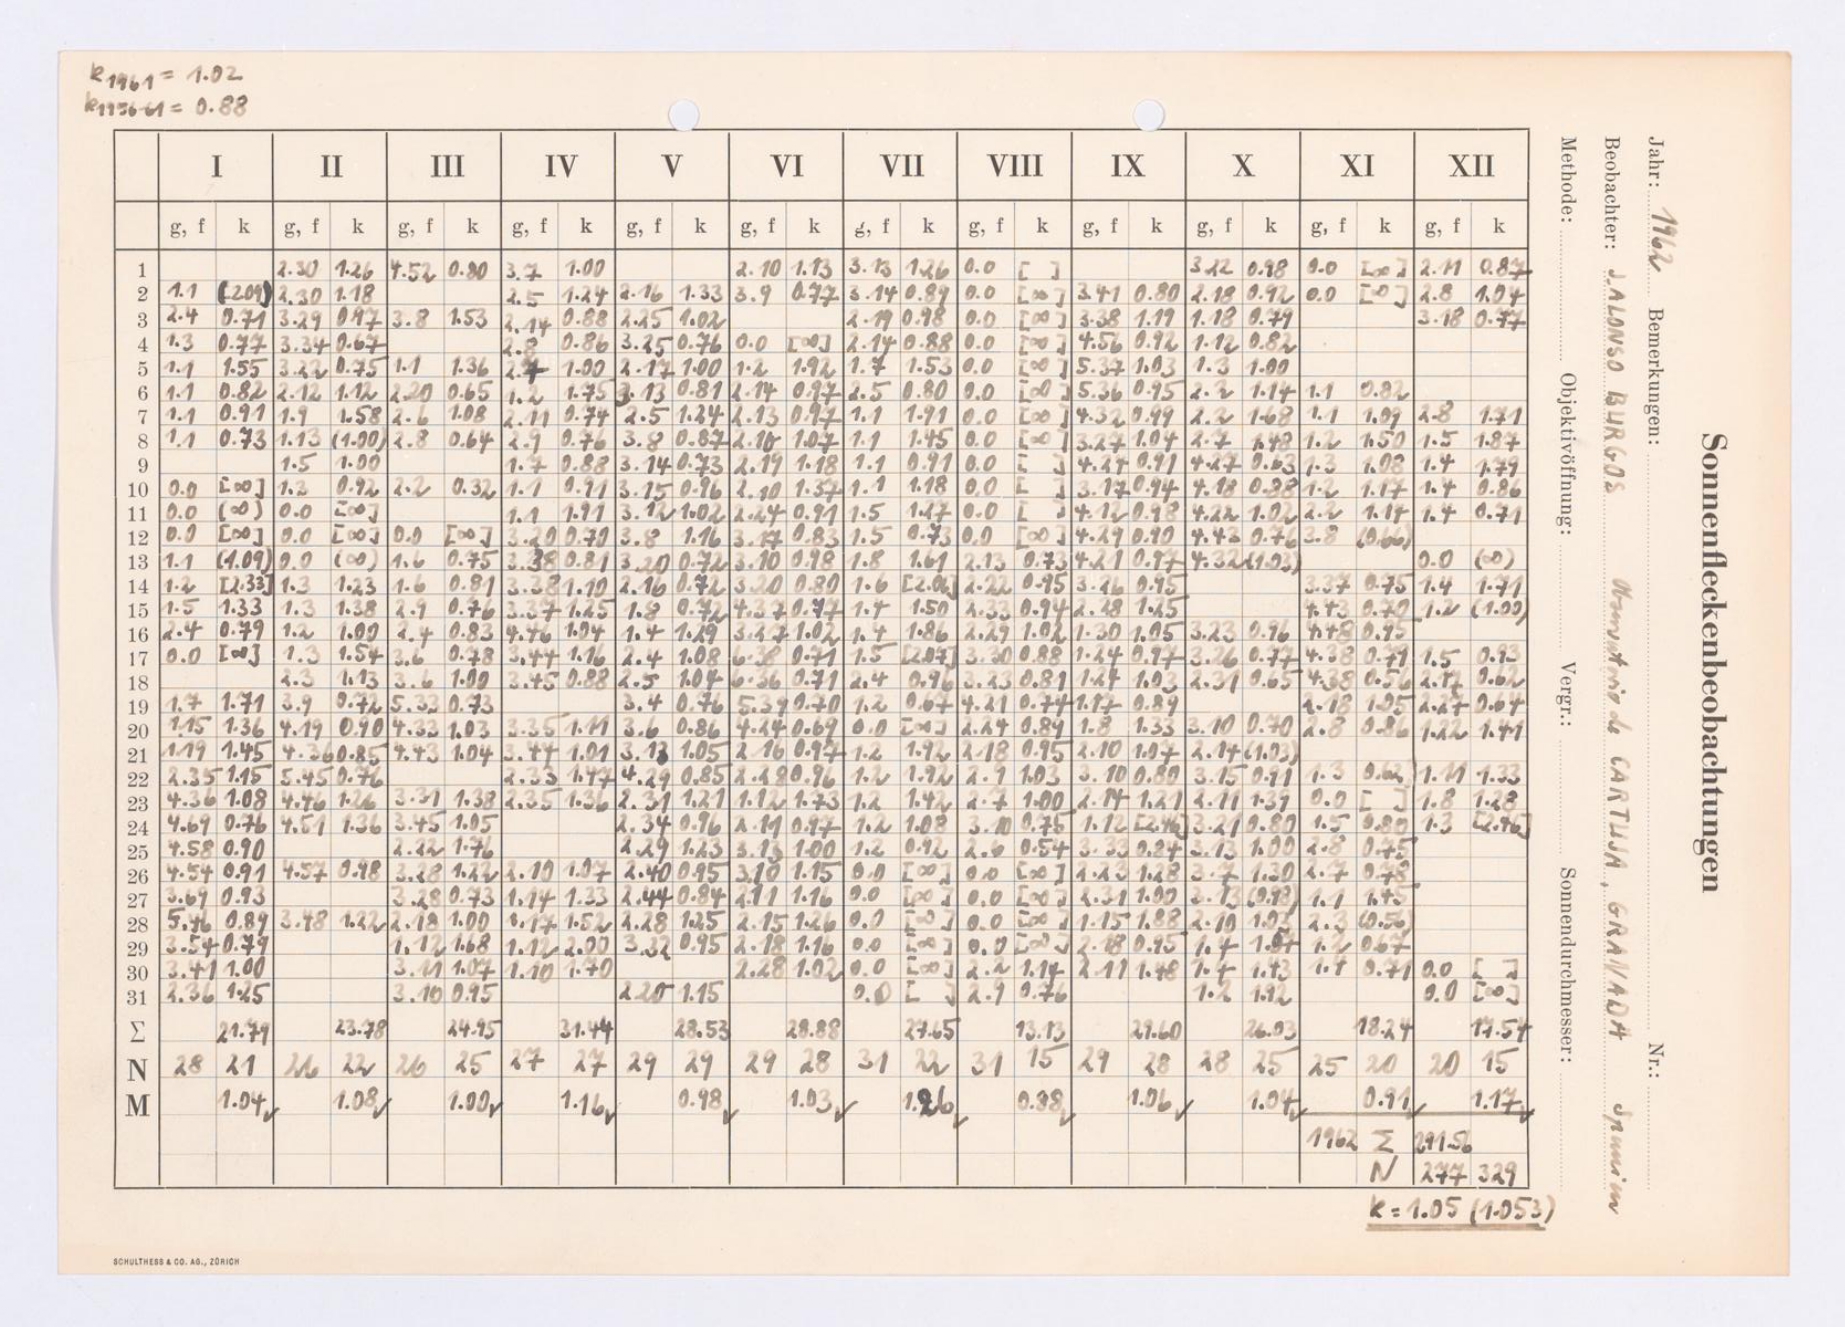 k1961 = 1.02
k1956-61 = 0.88
I II III IV V VI VII VIII IX X XI XII
g, f k g, f k g, f k g, f k g, f k g, f k g, f k g, f k g, f k g, f k g, f k g, f k
1 2.30 1.26 4.52 0.80 3.7 1.00 2.10 1.13 3.13 1.26 0.0 [ ] 3.22 0.98 0.0 [∞] 2.11 0.87
2 1.1 (2.09) 2.30 1.18 2.5 1.24 2.16 1.33 3.9 0.77 3.14 0.89 0.0 [∞] 3.41 0.80 2.18 0.92 0.0 [∞] 2.8 1.04
3 2.4 0.71 3.29 0.97 3.8 1.53 2.14 0.88 2.25 1.02 2.19 0.98 0.0 [∞] 3.38 1.19 1.18 0.79 3.18 0.77
4 1.3 0.77 3.34 0.67 2.8 0.86 3.25 0.76 0.0 [∞] 2.14 0.88 0.0 [∞] 4.56 0.92 1.12 0.82
5 1.1 1.55 3.22 0.75 1.1 1.36 2.7 1.00 2.17 1.00 1.2 1.92 1.7 1.53 0.0 [∞] 5.37 1.03 1.3 1.00
6 1.1 0.82 2.12 1.12 2.20 0.65 1.2 1.75 3.13 0.81 2.14 0.97 2.5 0.80 0.0 [∞] 5.36 0.95 2.2 1.14 1.1 0.82
7 1.1 0.91 1.9 1.58 2.6 1.08 2.11 0.74 2.5 1.24 2.13 0.97 1.1 1.91 0.0 [∞] 4.32 0.99 2.2 1.68 1.1 1.09 2.8 1.71
8 1.1 0.73 1.13 (1.00) 2.8 0.64 2.9 0.76 3.8 0.87 2.16 1.07 1.1 1.45 0.0 [∞] 3.27 1.04 2.7 1.48 1.2 1.50 1.5 1.87
9 1.5 1.00 1.7 0.88 3.14 0.73 2.19 1.18 1.1 0.91 0.0 [ ] 4.27 0.91 4.27 0.63 1.3 1.08 1.4 1.79
10 0.0 [∞] 1.2 0.92 2.2 0.32 1.1 0.91 3.15 0.96 2.10 1.37 1.1 1.18 0.0 [ ] 3.17 0.94 4.18 0.88 1.2 1.17 1.4 0.86
11 0.0 (∞) 0.0 [∞] 1.1 1.91 3.12 1.02 2.24 0.91 1.5 1.27 0.0 [ ] 4.12 0.98 4.22 1.02 2.2 1.14 1.4 0.71
12 0.0 [∞] 0.0 [∞] 0.0 [∞] 3.20 0.70 3.8 1.16 3.17 0.83 1.5 0.73 0.0 [∞] 4.29 0.90 4.43 0.76 3.8 (0.66)
13 1.1 (1.09) 0.0 (∞) 1.6 0.75 3.38 0.81 3.20 0.72 3.10 0.98 1.8 1.61 2.13 0.73 4.21 0.97 4.32 (1.03) 0.0 (∞)
14 1.2 [2.33] 1.3 1.23 1.6 0.81 3.38 1.10 2.16 0.72 3.20 0.80 1.6 [2.06] 2.22 0.95 3.26 0.95 3.37 0.75 1.4 1.71
15 1.5 1.33 1.3 1.38 2.9 0.76 3.37 1.25 1.8 0.72 4.37 0.77 1.4 1.50 2.33 0.94 2.28 1.25 4.43 0.70 1.2 (1.00)
16 2.4 0.79 1.2 1.00 2.4 0.83 4.46 1.04 1.4 1.29 3.27 1.02 1.4 1.86 2.29 1.02 1.30 1.05 3.23 0.96 4.48 0.95
17 0.0 [∞] 1.3 1.54 3.6 0.78 3.44 1.16 2.4 1.08 6.38 0.71 1.5 [2.07] 3.30 0.88 1.24 0.97 3.26 0.77 4.38 0.71 1.5 0.93
18 2.3 1.13 3.6 1.00 3.45 0.88 2.5 1.04 6.36 0.71 2.4 0.96 3.23 0.81 1.24 1.03 2.31 0.65 4.38 0.56 2.17 0.62
19 1.7 1.71 3.9 0.72 5.33 0.73 3.4 0.76 5.39 0.70 1.2 0.67 4.21 0.74 1.17 0.89 2.18 1.05 2.27 0.64
20 1.15 1.36 4.19 0.90 4.33 1.03 3.35 1.11 3.6 0.86 4.24 0.69 0.0 [∞] 2.24 0.89 1.8 1.33 3.10 0.70 2.8 0.86 1.22 1.41
21 1.19 1.45 4.36 0.85 4.43 1.04 3.44 1.01 3.13 1.05 2.16 0.97 1.2 1.92 2.18 0.95 2.10 1.07 2.14 (1.03)
22 2.35 1.15 5.45 0.76 2.33 1.47 4.29 0.85 2.28 0.96 1.2 1.92 2.9 1.03 3.10 0.80 3.15 0.91 1.3 0.62 1.11 1.33
23 4.36 1.08 4.46 1.26 3.31 1.38 2.35 1.36 2.31 1.21 1.12 1.73 1.2 1.42 2.7 1.00 2.14 1.21 2.11 1.39 0.0 [ ] 1.8 1.28
24 4.69 0.76 4.51 1.36 3.45 1.05 2.34 0.96 2.11 0.97 1.2 1.08 3.10 0.75 1.12 [2.46] 3.21 0.80 1.5 0.80 1.3 [2.46]
25 4.58 0.90 2.22 1.76 2.29 1.23 3.13 1.00 1.2 0.92 2.6 0.54 3.33 0.84 3.13 1.00 2.8 0.75
26 4.54 0.91 4.57 0.98 3.28 1.22 2.10 1.07 2.40 0.95 3.10 1.15 0.0 [∞] 0.0 [∞] 2.23 1.28 3.7 1.30 2.7 0.78
27 3.69 0.93 3.28 0.73 1.14 1.33 2.44 0.84 2.11 1.16 0.0 [∞] 0.0 [∞] 2.31 1.00 3.13 (0.98) 1.1 1.45
28 5.46 0.89 3.48 1.22 2.18 1.00 1.17 1.52 2.28 1.25 2.15 1.26 0.0 [∞] 0.0 [∞] 1.15 1.88 2.10 1.03 2.3 (0.56)
29 3.54 0.79 1.12 1.68 1.12 2.00 3.32 0.95 2.18 1.16 0.0 [∞] 0.0 [∞] 2.18 0.95 1.4 1.2 0.67
30 3.41 1.00 3.11 1.07 1.10 1.70 2.28 1.02 0.0 [∞] 2.2 1.14 2.11 1.48 1.4 1.43 1.4 0.71 0.0 [ ]
31 2.36 1.25 3.10 0.95 2.20 1.15 0.0 [ ] 2.9 0.76 1.2 1.92 0.0 [∞]
Σ 21.79 23.78 24.95 31.44 28.53 28.88 27.65 13.13 29.60 26.03 18.24 17.54
N 28 21 26 22 26 25 27 27 29 29 29 28 31 22 31 15 29 28 28 25 25 20 20 15
M 1.04 1.08 1.00 1.16 0.98 1.03 1.26 0.88 1.06 1.04 0.91 1.17
1962 Σ 291.56
N 277 329
k = 1.05 (1.053)
SCHULTHESS & CO. AG., ZÜRICH
Sonnenfleckenbeobachtungen
Jahr: 1962 Bemerkungen: Nr.:
Beobachter: J. ALONSO BURGOS Observatorio de CARTUJA, GRANADA Spanien
Methode: Objektivöffnung: Vergr.: Sonnendurchmesser: